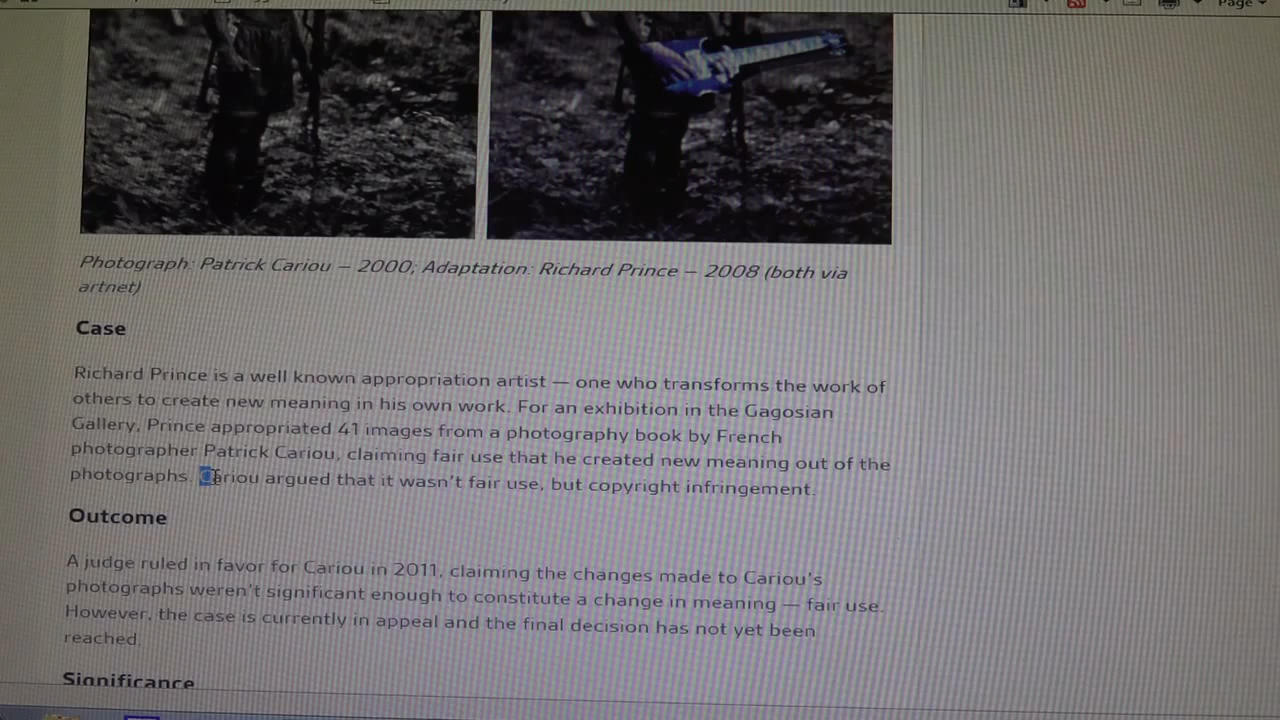 Page
Photograph: Patrick Cariou – 2000; Adaptation: Richard Prince – 2008 (both via
artnet)
Case
Richard Prince is a well known appropriation artist — one who transforms the work of
others to create new meaning in his own work. For an exhibition in the Gagosian
Gallery, Prince appropriated 41 images from a photography book by French
photographer Patrick Cariou, claiming fair use that he created new meaning out of the
photographs. Cariou argued that it wasn't fair use, but copyright infringement.
Outcome
A judge ruled in favor for Cariou in 2011, claiming the changes made to Cariou's
photographs weren't significant enough to constitute a change in meaning — fair use.
However, the case is currently in appeal and the final decision has not yet been
reached.
Significance